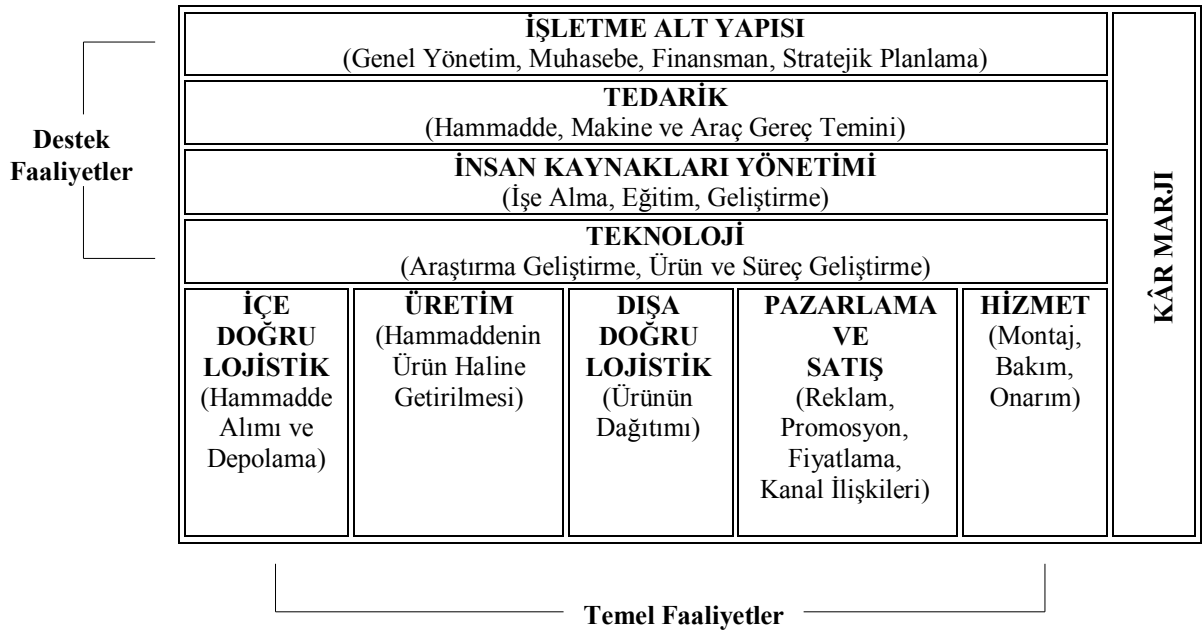 İŞLETME ALT YAPISI
(Genel Yönetim, Muhasebe, Finansman, Stratejik Planlama)
TEDARİK
(Hammadde, Makine ve Araç Gereç Temini)
İNSAN KAYNAKLARI YÖNETİMİ
(İşe Alma, Eğitim, Geliştirme)
TEKNOLOJİ
(Araştırma Geliştirme, Ürün ve Süreç Geliştirme)
Destek
Faaliyetler
İÇE
DOĞRU
LOJİSTİK
(Hammadde
Alımı ve
Depolama)
ÜRETİM
(Hammaddenin
Ürün Haline
Getirilmesi)
DIŞA
DOĞRU
LOJİSTİK
(Ürünün
Dağıtımı)
PAZARLAMA
VE
SATIŞ
(Reklam,
Promosyon,
Fiyatlama,
Kanal İlişkileri)
HİZMET
(Montaj,
Bakım,
Onarım)
KÂR MARJI
Temel Faaliyetler